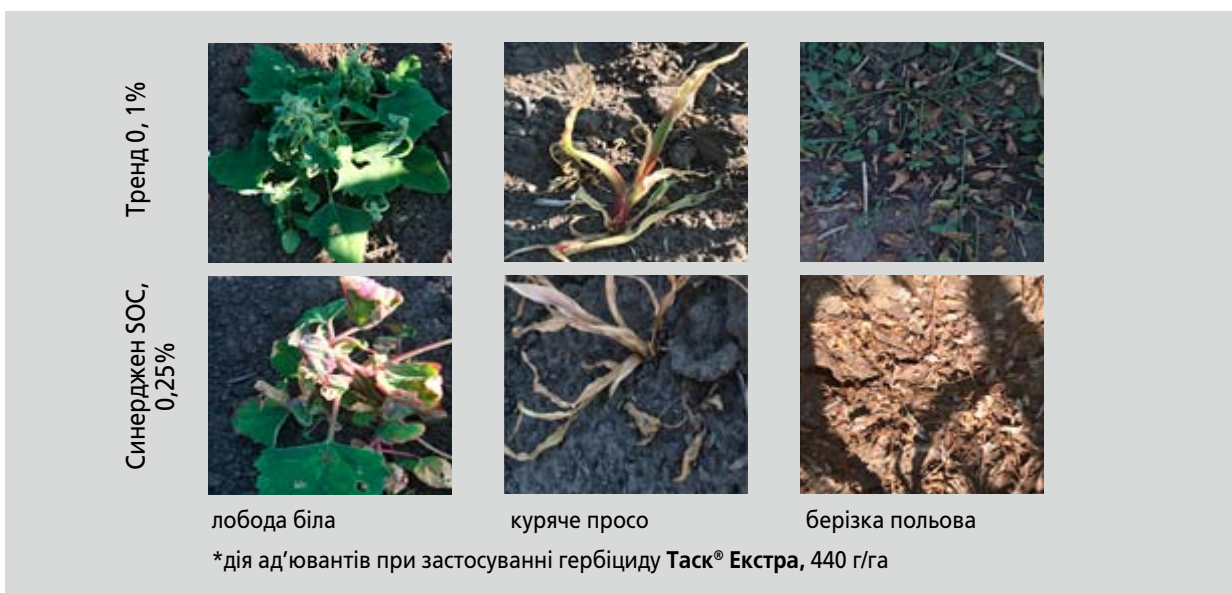 Тренд 0, 1%
Синерджен SOC,
0,25%
лобода біла
куряче просо
берізка польова
*дія ад’ювантів при застосуванні гербіциду Таск® Екстра, 440 г/га